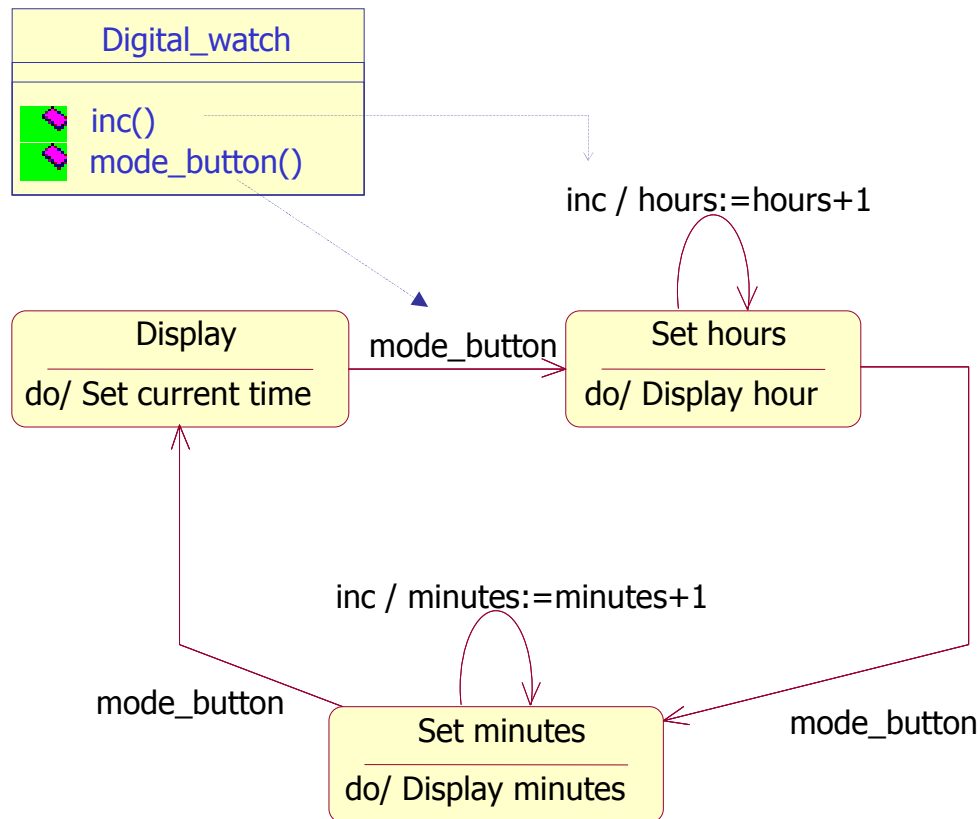 Digital_watch
inc()
mode_button()
inc / hours:=hours+1
Display
do/ Set current time
mode_button
Set hours
do/ Display hour
inc / minutes:=minutes+1
mode_button
mode_button
Set minutes
do/ Display minutes